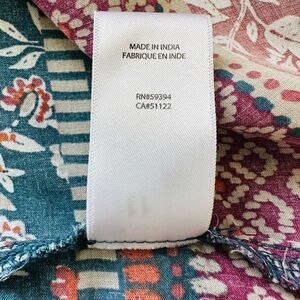 MADE IN INDIA
FABRIQUE EN INDE
RN#59394
CA#51122